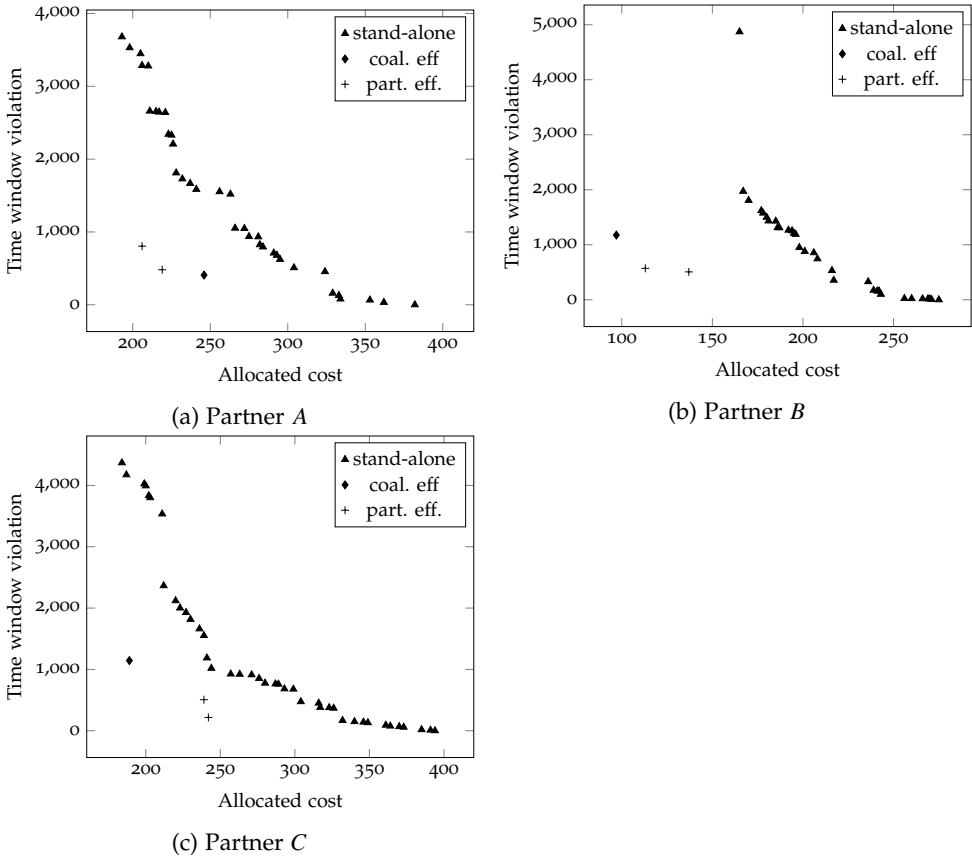 4,000
3,000
2,000
1,000
0
Time window violation
200
250
300
350
400
Allocated cost
stand-alone
coal. eff
part. eff.
(a) Partner A
5,000
4,000
3,000
2,000
1,000
0
Time window violation
100
150
200
250
Allocated cost
stand-alone
coal. eff
part. eff.
(b) Partner B
4,000
3,000
2,000
1,000
0
Time window violation
200
250
300
350
400
Allocated cost
stand-alone
coal. eff
part. eff.
(c) Partner C